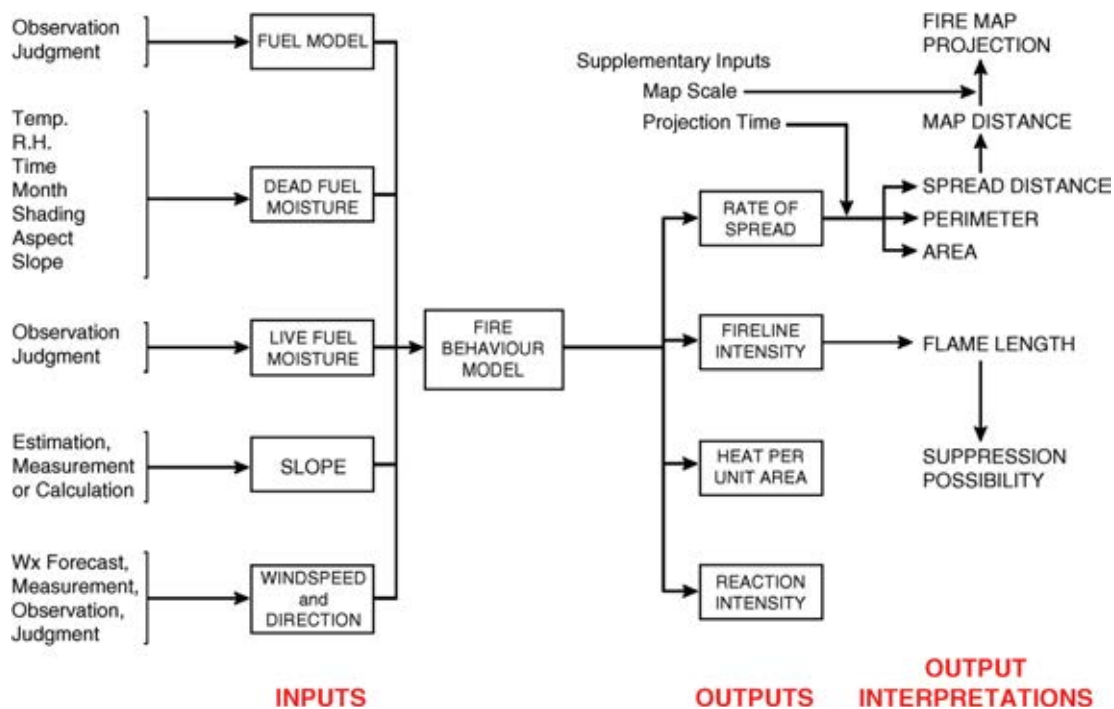 Observation
Judgment
FUEL MODEL
Temp.
R.H.
Time
Month
Shading
Aspect
Slope
DEAD FUEL
MOISTURE
Observation
Judgment
LIVE FUEL
MOISTURE
Estimation,
Measurement
or Calculation
SLOPE
Wx Forecast,
Measurement,
Observation,
Judgment
WINDSPEED
and
DIRECTION
INPUTS
FIRE
BEHAVIOUR
MODEL
Supplementary Inputs
Map Scale
Projection Time
RATE OF
SPREAD
FIRELINE
INTENSITY
HEAT PER
UNIT AREA
REACTION
INTENSITY
OUTPUTS
FIRE MAP
PROJECTION
MAP DISTANCE
SPREAD DISTANCE
PERIMETER
AREA
FLAME LENGTH
SUPPRESSION
POSSIBILITY
OUTPUT
INTERPRETATIONS